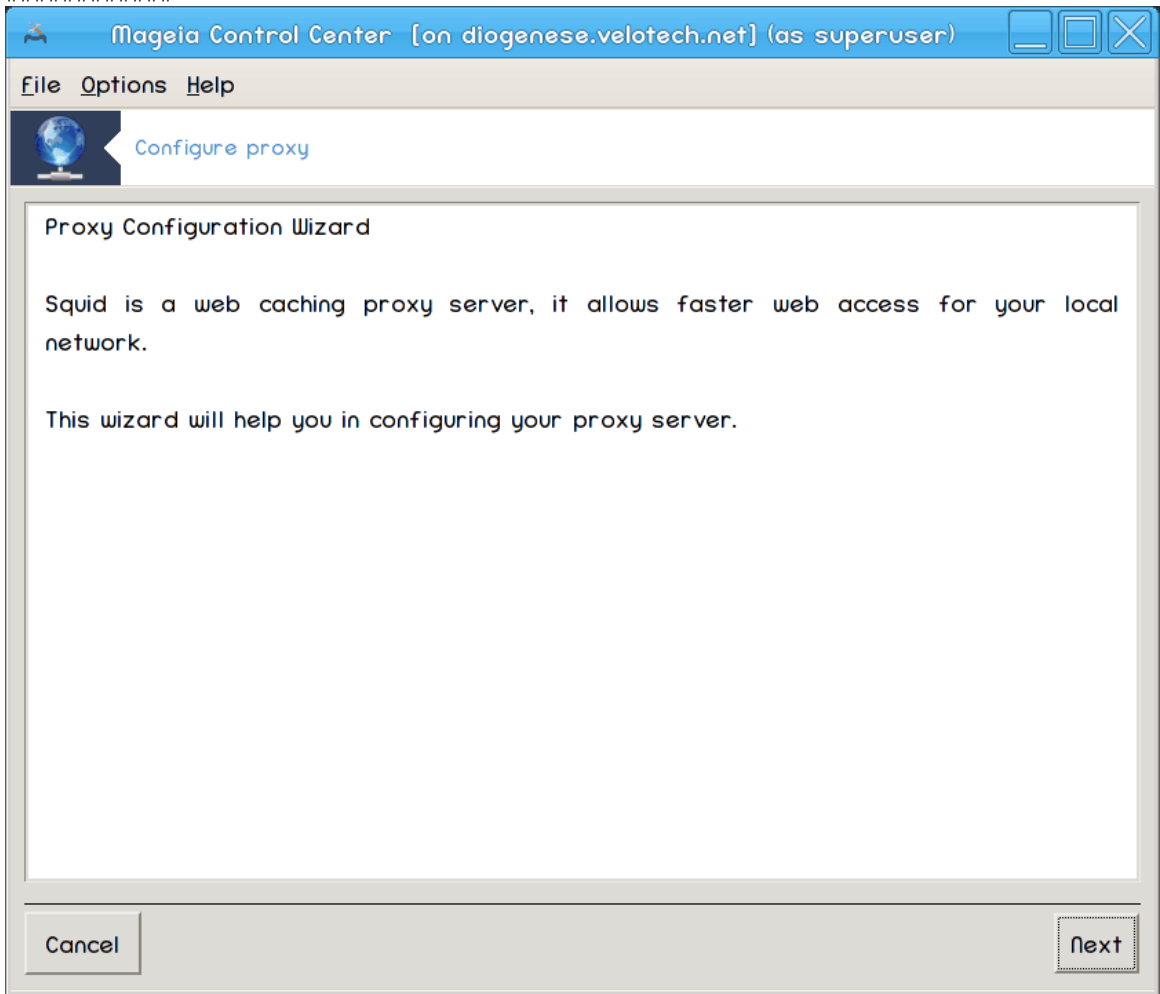 Mageia Control Center [on diogenese.velotech.net] (as superuser)
File Options Help
Configure proxy
Proxy Configuration Wizard
Squid is a web caching proxy server, it allows faster web access for your local
network.
This wizard will help you in configuring your proxy server.
Cancel Next